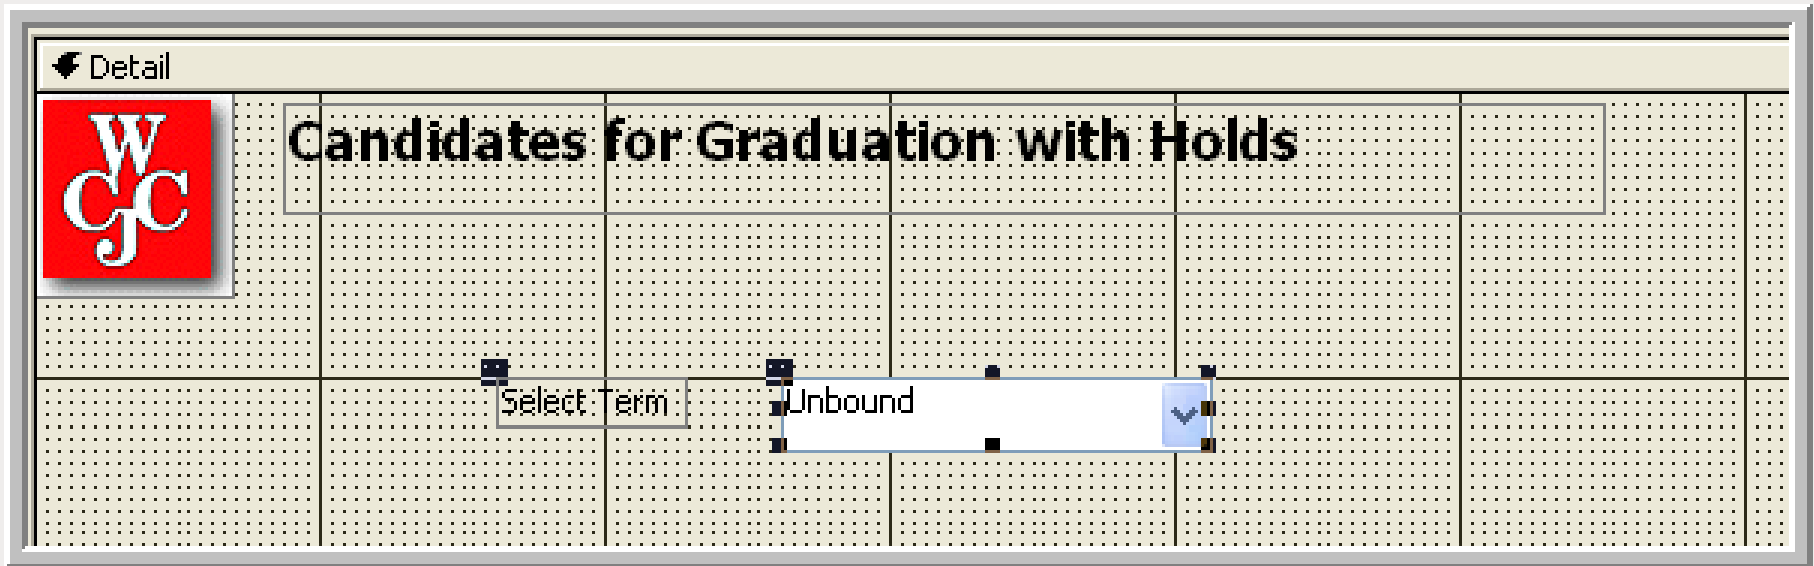 Detail
WCJC
Candidates for Graduation with Holds
Select Term
Unbound